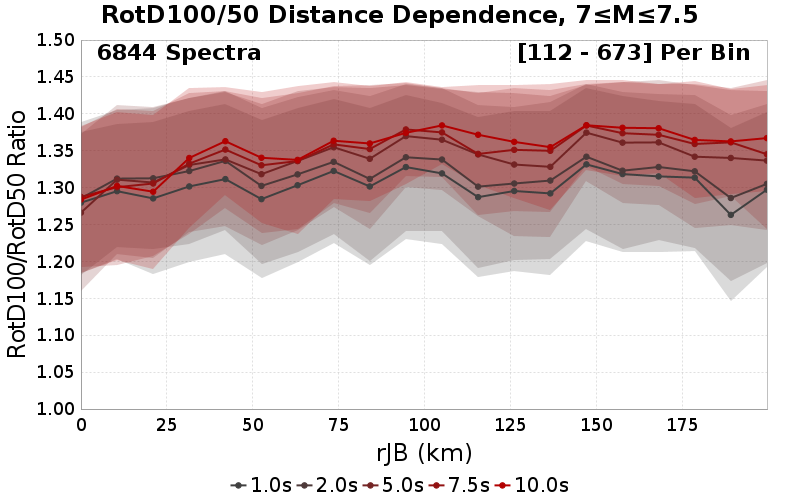 RotD100/50 Distance Dependence, 7≤M≤7.5
6844 Spectra
[112 - 673] Per Bin
RotD100/RotD50 Ratio
1.50
1.45
1.40
1.35
1.30
1.25
1.20
1.15
1.10
1.05
1.00
0 25 50 75 100 125 150 175
rJB (km)
1.0s 2.0s 5.0s 7.5s 10.0s